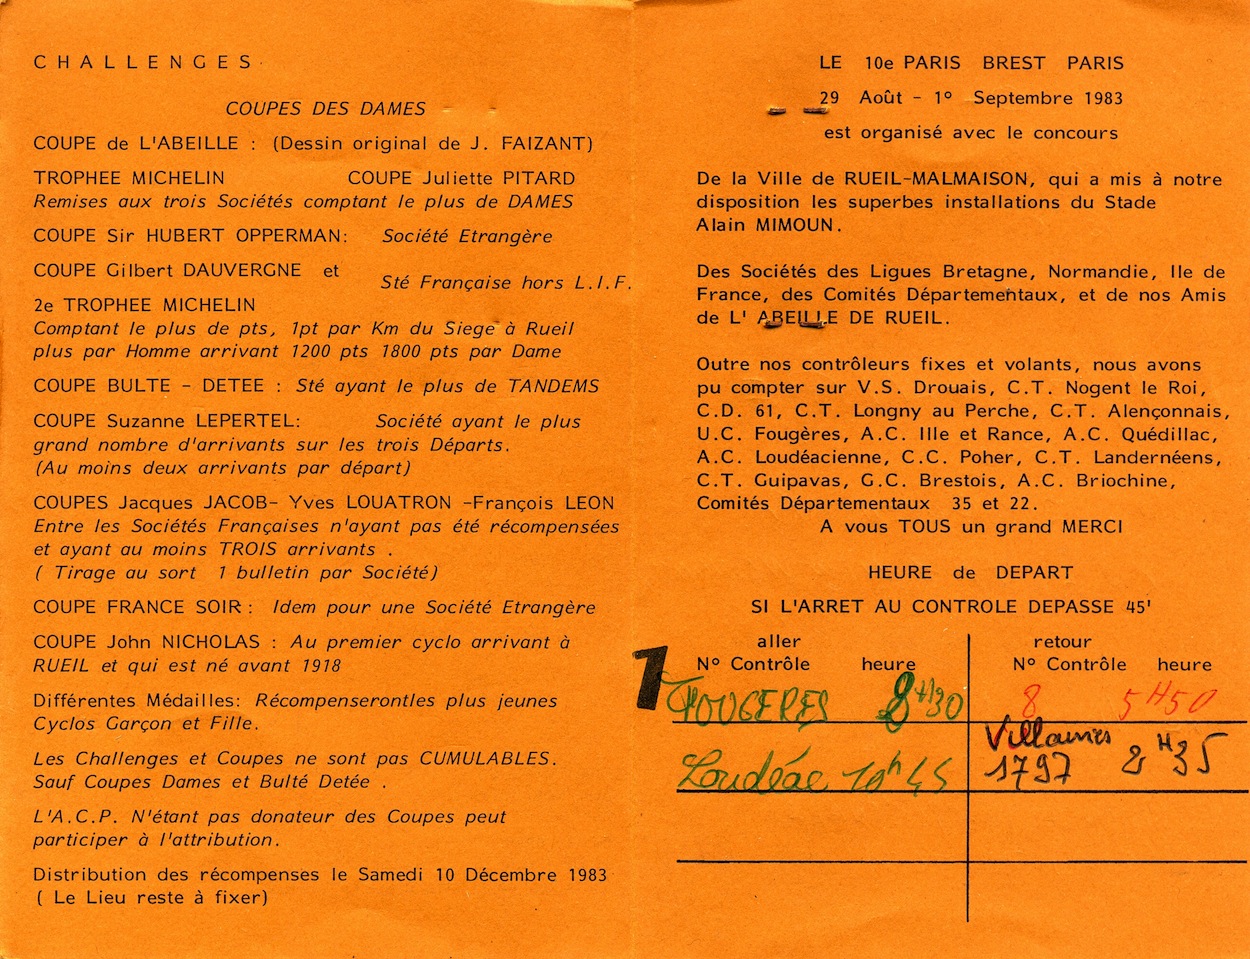 CHALLENGES
COUPES DES DAMES
COUPE de L'ABEILLE : (Dessin original de J. FAIZANT)
TROPHEE MICHELIN COUPE Juliette PITARD
Remises aux trois Sociétés comptant le plus de DAMES
COUPE Sir HUBERT OPPERMAN: Société Etrangère
COUPE Gilbert DAUVERGNE et
Sté Française hors L.I.F.
2e TROPHEE MICHELIN
Comptant le plus de pts, 1pt par Km du Siege à Rueil
plus par Homme arrivant 1200 pts 1800 pts par Dame
COUPE BULTE - DETEE : Sté ayant le plus de TANDEMS
COUPE Suzanne LEPERTEL: Société ayant le plus
grand nombre d'arrivants sur les trois Départs.
(Au moins deux arrivants par départ)
COUPES Jacques JACOB- Yves LOUATRON -François LEON
Entre les Sociétés Françaises n'ayant pas été récompensées
et ayant au moins TROIS arrivants .
( Tirage au sort 1 bulletin par Société)
COUPE FRANCE SOIR : Idem pour une Société Etrangère
COUPE John NICHOLAS : Au premier cyclo arrivant à
RUEIL et qui est né avant 1918
Différentes Médailles: Récompenserontles plus jeunes
Cyclos Garçon et Fille.
Les Challenges et Coupes ne sont pas CUMULABLES.
Sauf Coupes Dames et Bulté Detée .
L'A.C.P. N'étant pas donateur des Coupes peut
participer à l'attribution.
Distribution des récompenses le Samedi 10 Décembre 1983
( Le Lieu reste à fixer)
LE 10e PARIS BREST PARIS
29 Août - 1° Septembre 1983
est organisé avec le concours
De la Ville de RUEIL-MALMAISON, qui a mis à notre
disposition les superbes installations du Stade
Alain MIMOUN.
Des Sociétés des Ligues Bretagne, Normandie, Ile de
France, des Comités Départementaux, et de nos Amis
de L' ABEILLE DE RUEIL.
Outre nos contrôleurs fixes et volants, nous avons
pu compter sur V.S. Drouais, C.T. Nogent le Roi,
C.D. 61, C.T. Longny au Perche, C.T. Alençonnais,
U.C. Fougères, A.C. Ille et Rance, A.C. Quédillac,
A.C. Loudéacienne, C.C. Poher, C.T. Landernéens,
C.T. Guipavas, G.C. Brestois, A.C. Briochine,
Comités Départementaux 35 et 22.
A vous TOUS un grand MERCI
HEURE de DEPART
SI L'ARRET AU CONTROLE DEPASSE 45'
aller retour
N° Contrôle heure N° Contrôle heure
1 FOUGERES 8H30 8 5H50
Loudéac 19h45 Villaines
1797 8H35